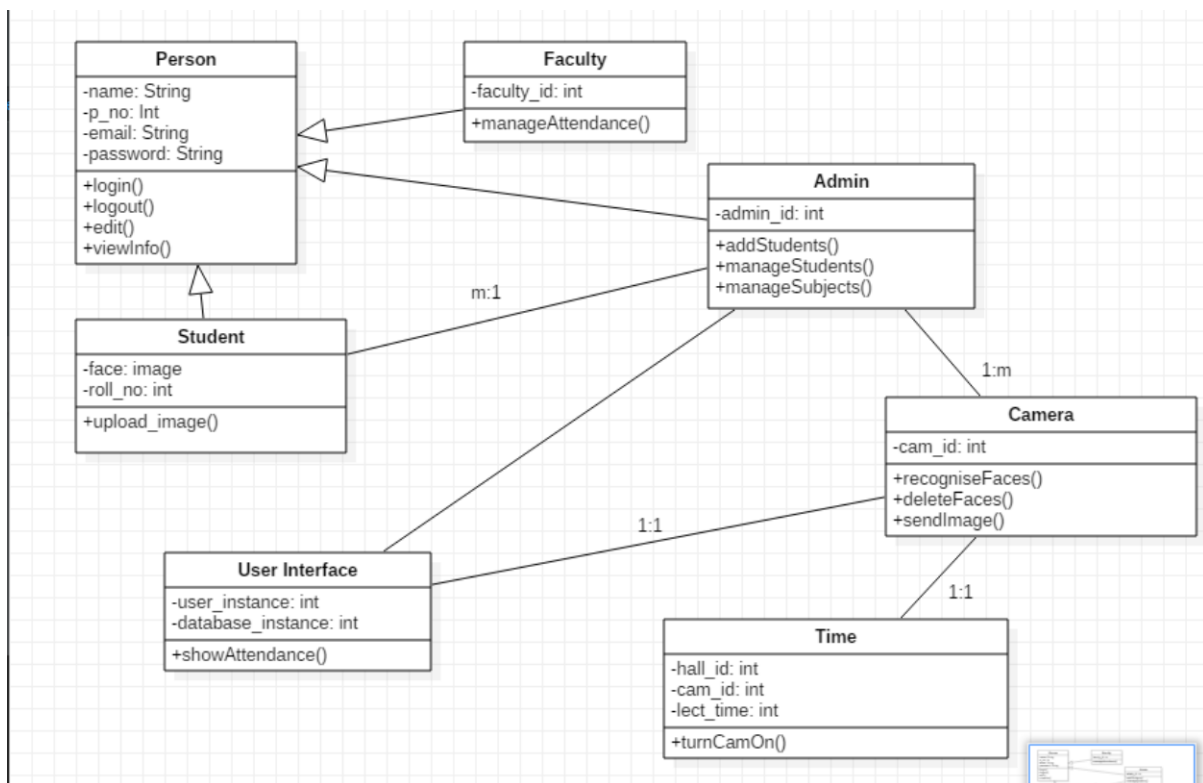 Person
-name: String
-p_no: Int
-email: String
-password: String
+login()
+logout()
+edit()
+viewInfo()
Faculty
-faculty_id: int
+manageAttendance()
Admin
-admin_id: int
+addStudents()
+manageStudents()
+manageSubjects()
m:1
Student
-face: image
-roll_no: int
+upload_image()
1:m
Camera
-cam_id: int
+recogniseFaces()
+deleteFaces()
+sendImage()
1:1
User Interface
-user_instance: int
-database_instance: int
+showAttendance()
1:1
Time
-hall_id: int
-cam_id: int
-lect_time: int
+turnCamOn()